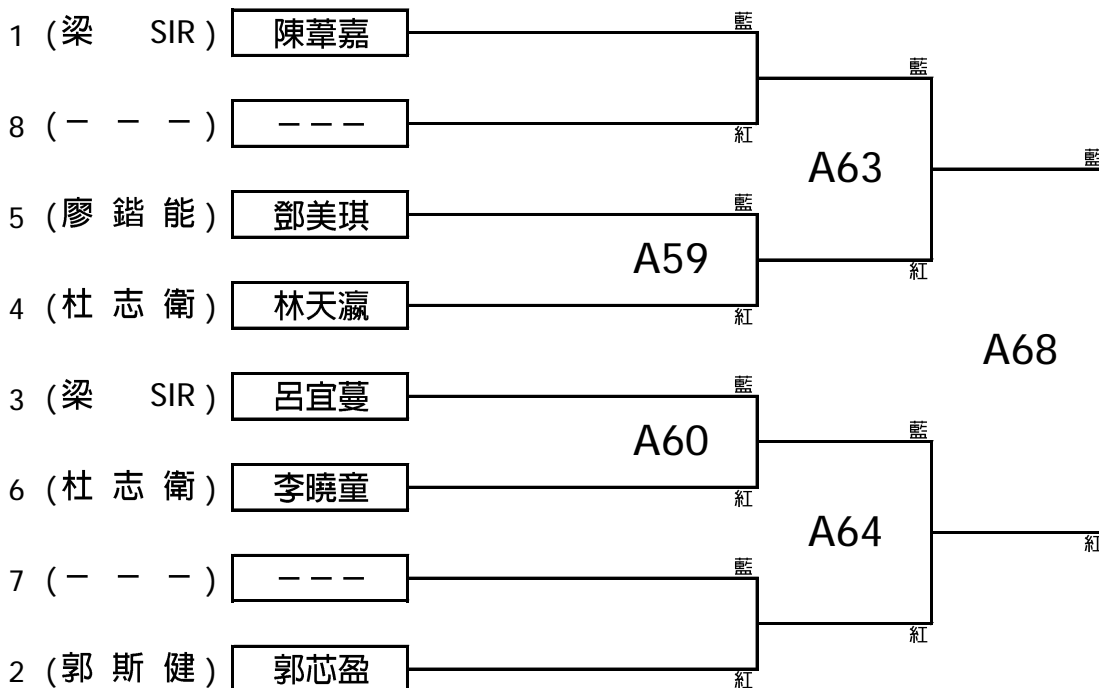 1 (梁 SIR) 陳葦嘉 藍
藍
8 (－ － －) －－－ 紅
A63 藍
5 (廖 鍇 能) 鄧美琪 藍
A59 紅
4 (杜 志 衛) 林天瀛 紅
A68
3 (梁 SIR) 呂宜蔓 藍
A60 藍
6 (杜 志 衛) 李曉童 紅
A64 紅
7 (－ － －) －－－ 藍
紅
2 (郭 斯 健) 郭芯盈 紅